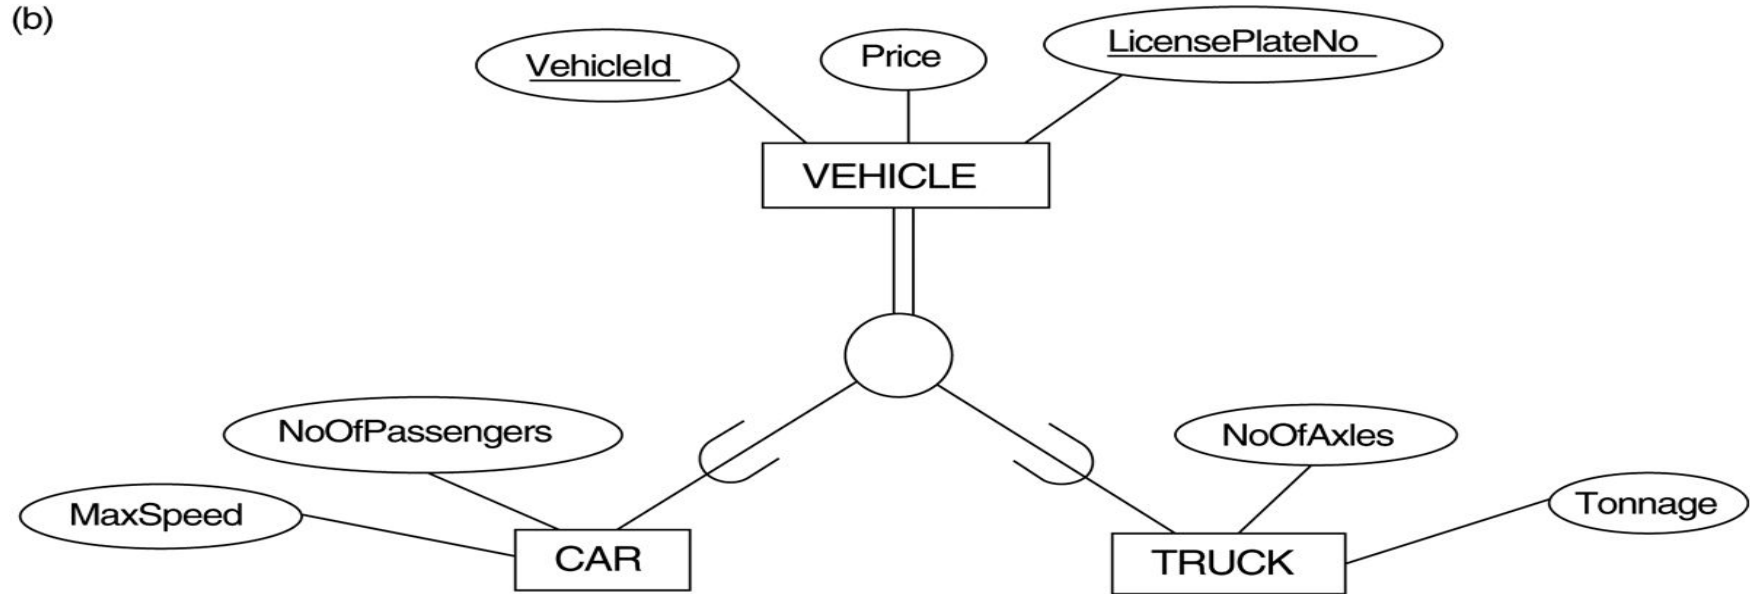 (b)
VehicleId
Price
LicensePlateNo
VEHICLE
NoOfPassengers
MaxSpeed
CAR
NoOfAxles
Tonnage
TRUCK